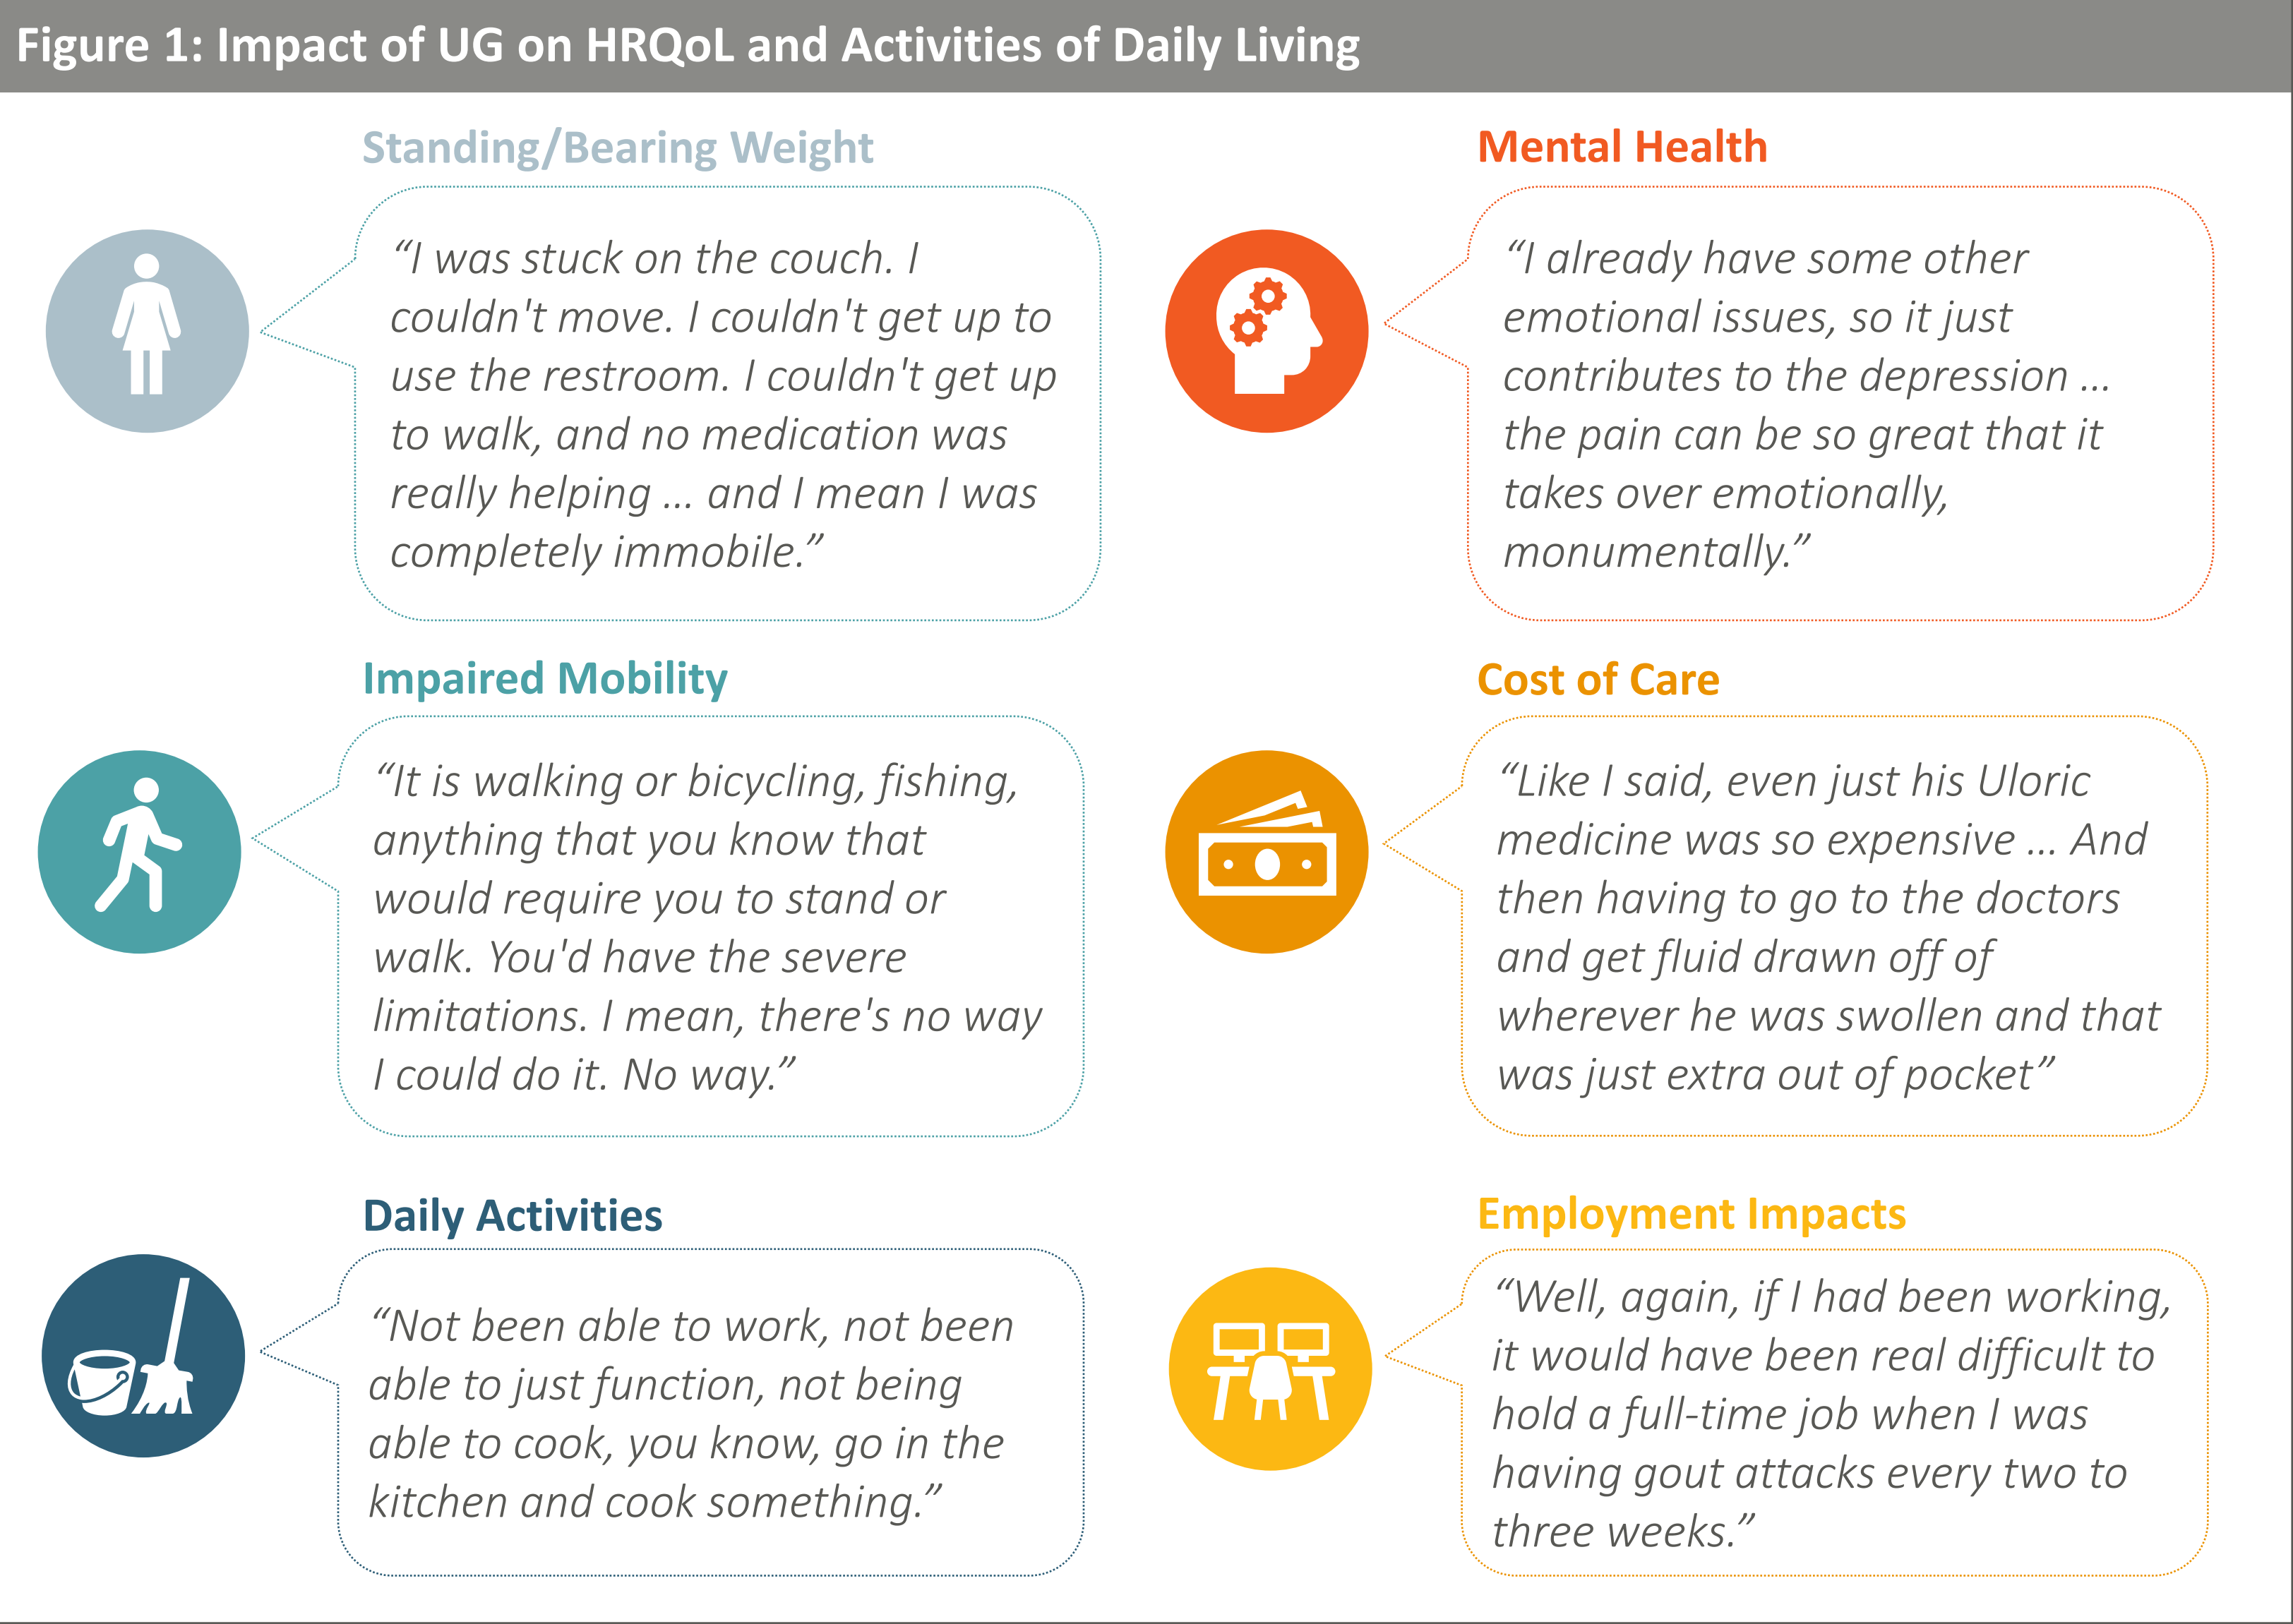 Figure 1: Impact of UG on HRQoL and Activities of Daily Living
Standing/Bearing Weight
“I was stuck on the couch. I
couldn't move. I couldn't get up to
use the restroom. I couldn't get up
to walk, and no medication was
really helping ... and I mean I was
completely immobile.”
Mental Health
“I already have some other
emotional issues, so it just
contributes to the depression ...
the pain can be so great that it
takes over emotionally,
monumentally.”
Impaired Mobility
“It is walking or bicycling, fishing,
anything that you know that
would require you to stand or
walk. You'd have the severe
limitations. I mean, there's no way
I could do it. No way.”
Cost of Care
“Like I said, even just his Uloric
medicine was so expensive ... And
then having to go to the doctors
and get fluid drawn off of
wherever he was swollen and that
was just extra out of pocket”
Daily Activities
“Not been able to work, not been
able to just function, not being
able to cook, you know, go in the
kitchen and cook something.”
Employment Impacts
“Well, again, if I had been working,
it would have been real difficult to
hold a full-time job when I was
having gout attacks every two to
three weeks.”